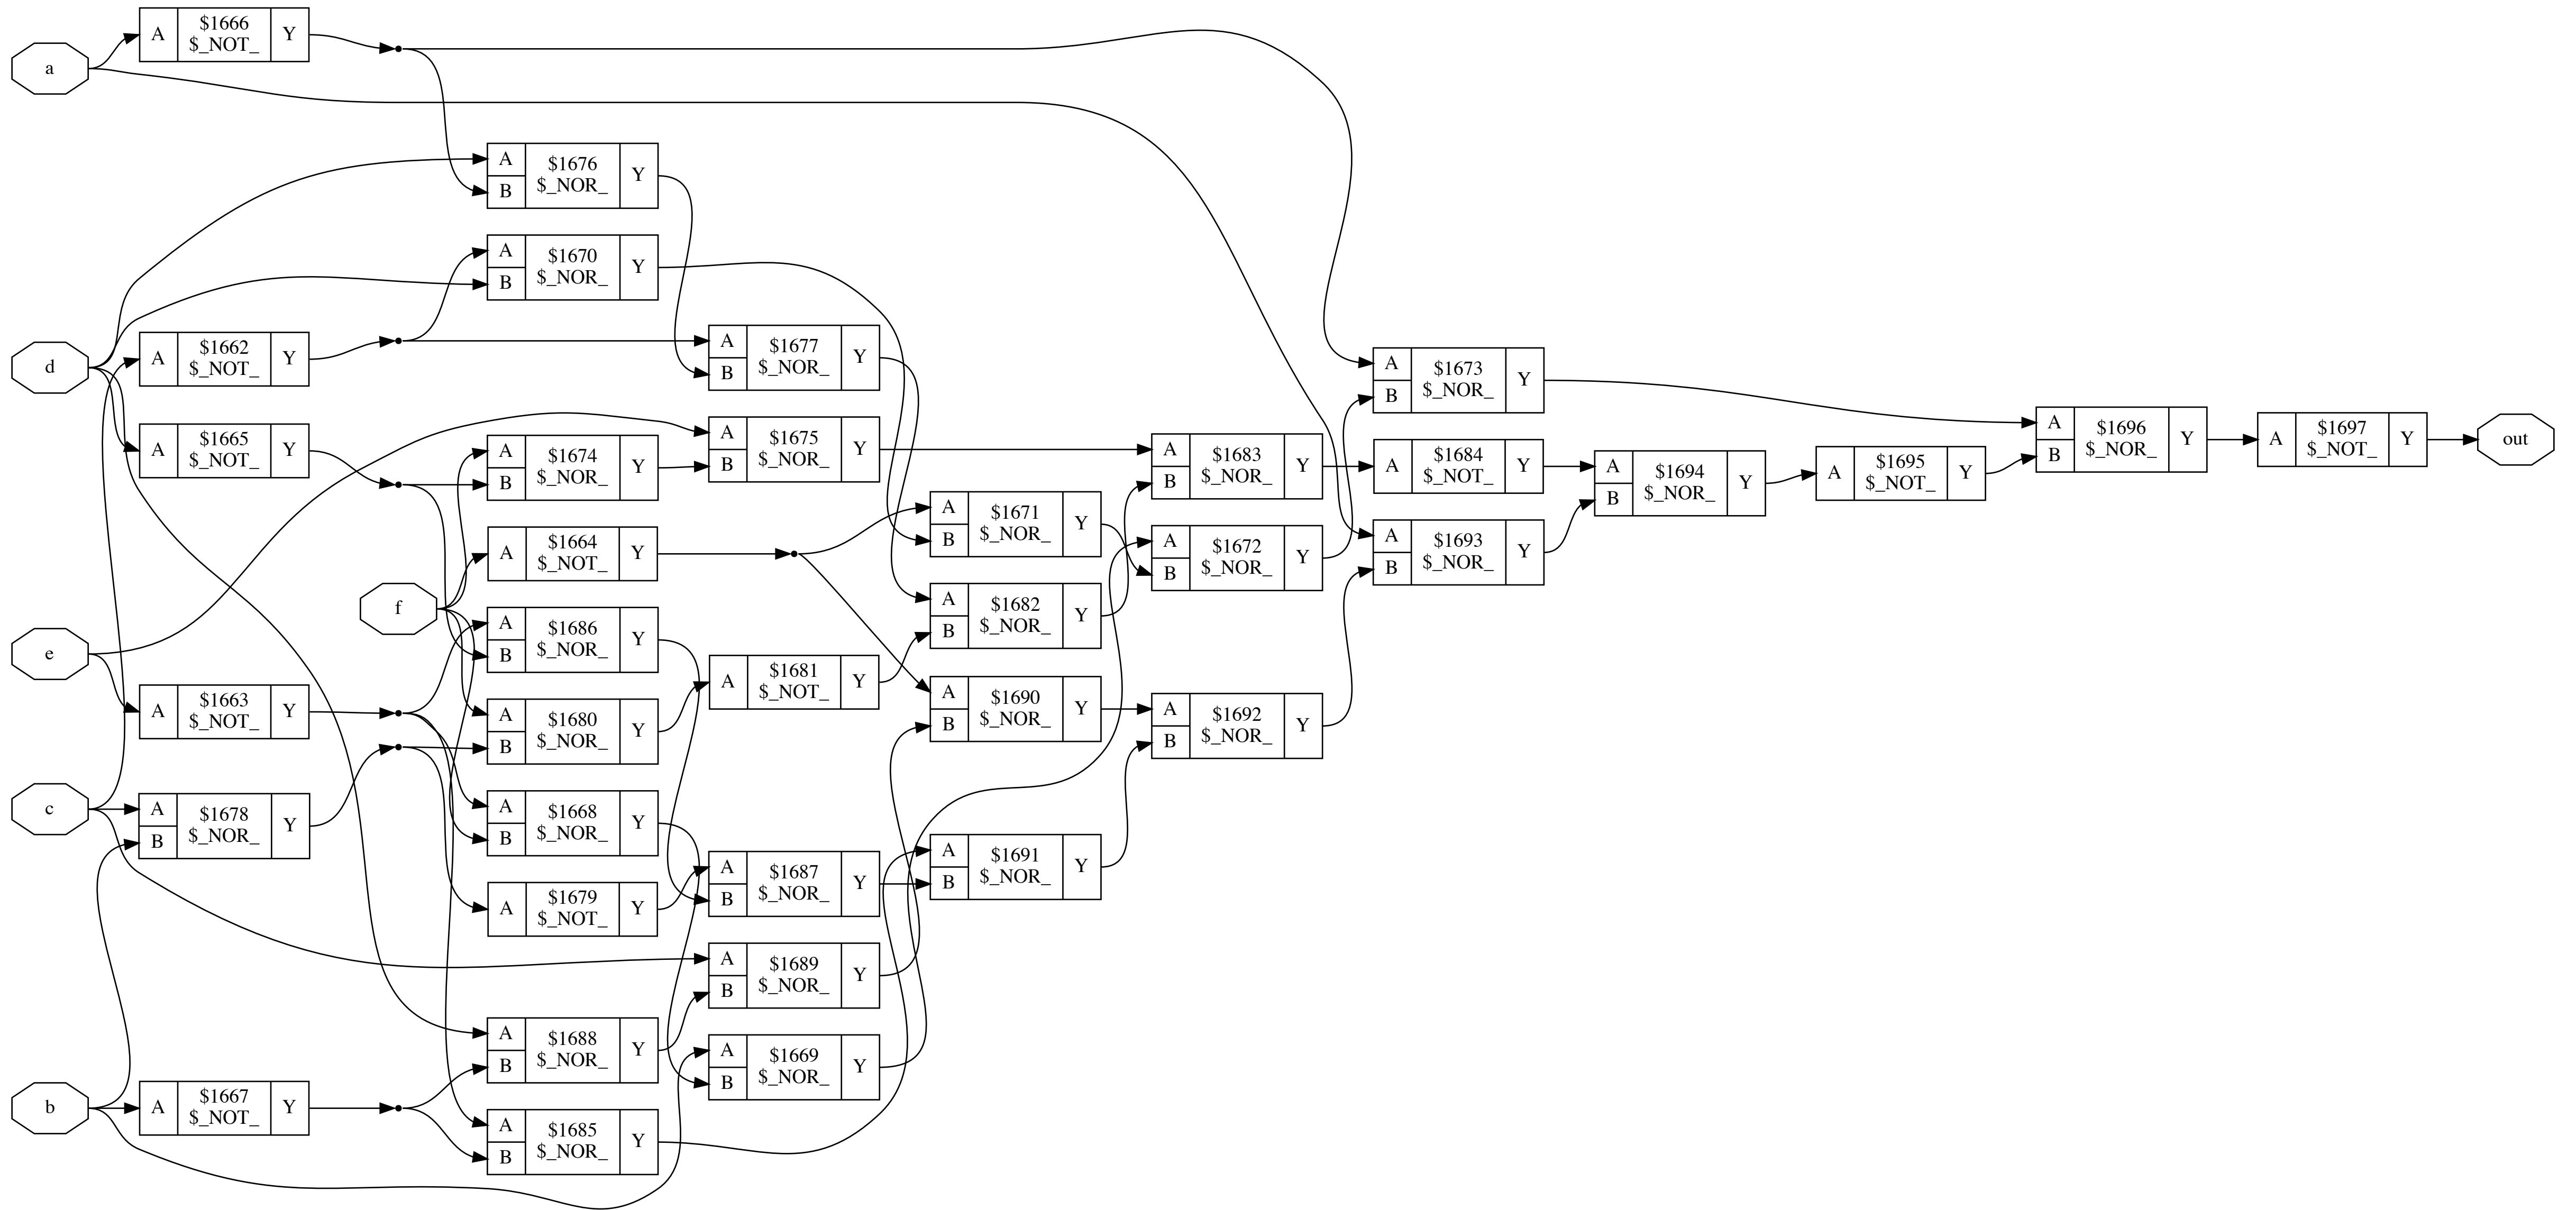 $1666
A $_NOT_ Y
a
$1676
A B $_NOR_ Y
$1670
A B $_NOR_ Y
d
$1662
A $_NOT_ Y
$1677
A B $_NOR_ Y
$1673
A B $_NOR_ Y
$1665
A $_NOT_ Y
$1674
A B $_NOR_ Y
$1675
A B $_NOR_ Y
$1683
A B $_NOR_ Y
$1684
A $_NOT_ Y
$1694
A B $_NOR_ Y
$1695
A $_NOT_ Y
$1696
A B $_NOR_ Y
$1697
A $_NOT_ Y
out
$1664
A $_NOT_ Y
$1671
A B $_NOR_ Y
$1672
A B $_NOR_ Y
$1693
A B $_NOR_ Y
f
e
$1686
A B $_NOR_ Y
$1682
A B $_NOR_ Y
$1663
A $_NOT_ Y
$1680
A B $_NOR_ Y
$1681
A $_NOT_ Y
$1690
A B $_NOR_ Y
$1692
A B $_NOR_ Y
c
$1678
A B $_NOR_ Y
$1668
A B $_NOR_ Y
$1679
A $_NOT_ Y
$1687
A B $_NOR_ Y
$1691
A B $_NOR_ Y
$1689
A B $_NOR_ Y
$1688
A B $_NOR_ Y
$1669
A B $_NOR_ Y
b
$1667
A $_NOT_ Y
$1685
A B $_NOR_ Y